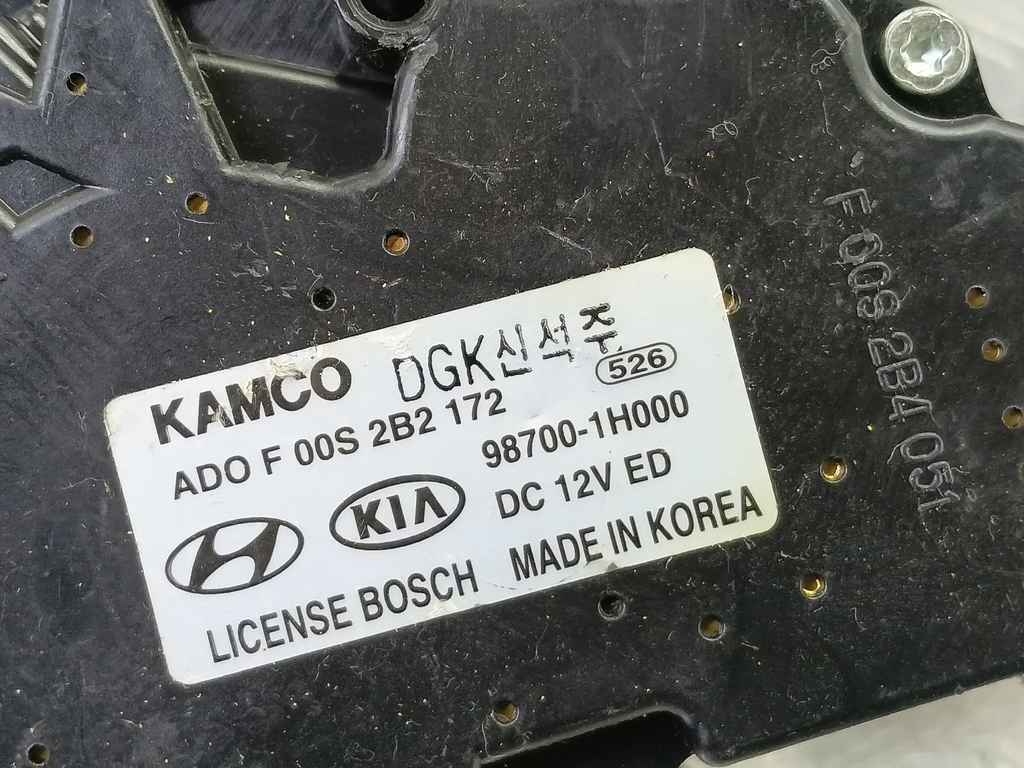 KAMCO DGK신석주
526
ADO F 00S 2B2 172
98700-1H000
KIA DC 12V ED
LICENSE BOSCH MADE IN KOREA
F 00S 2B4 051